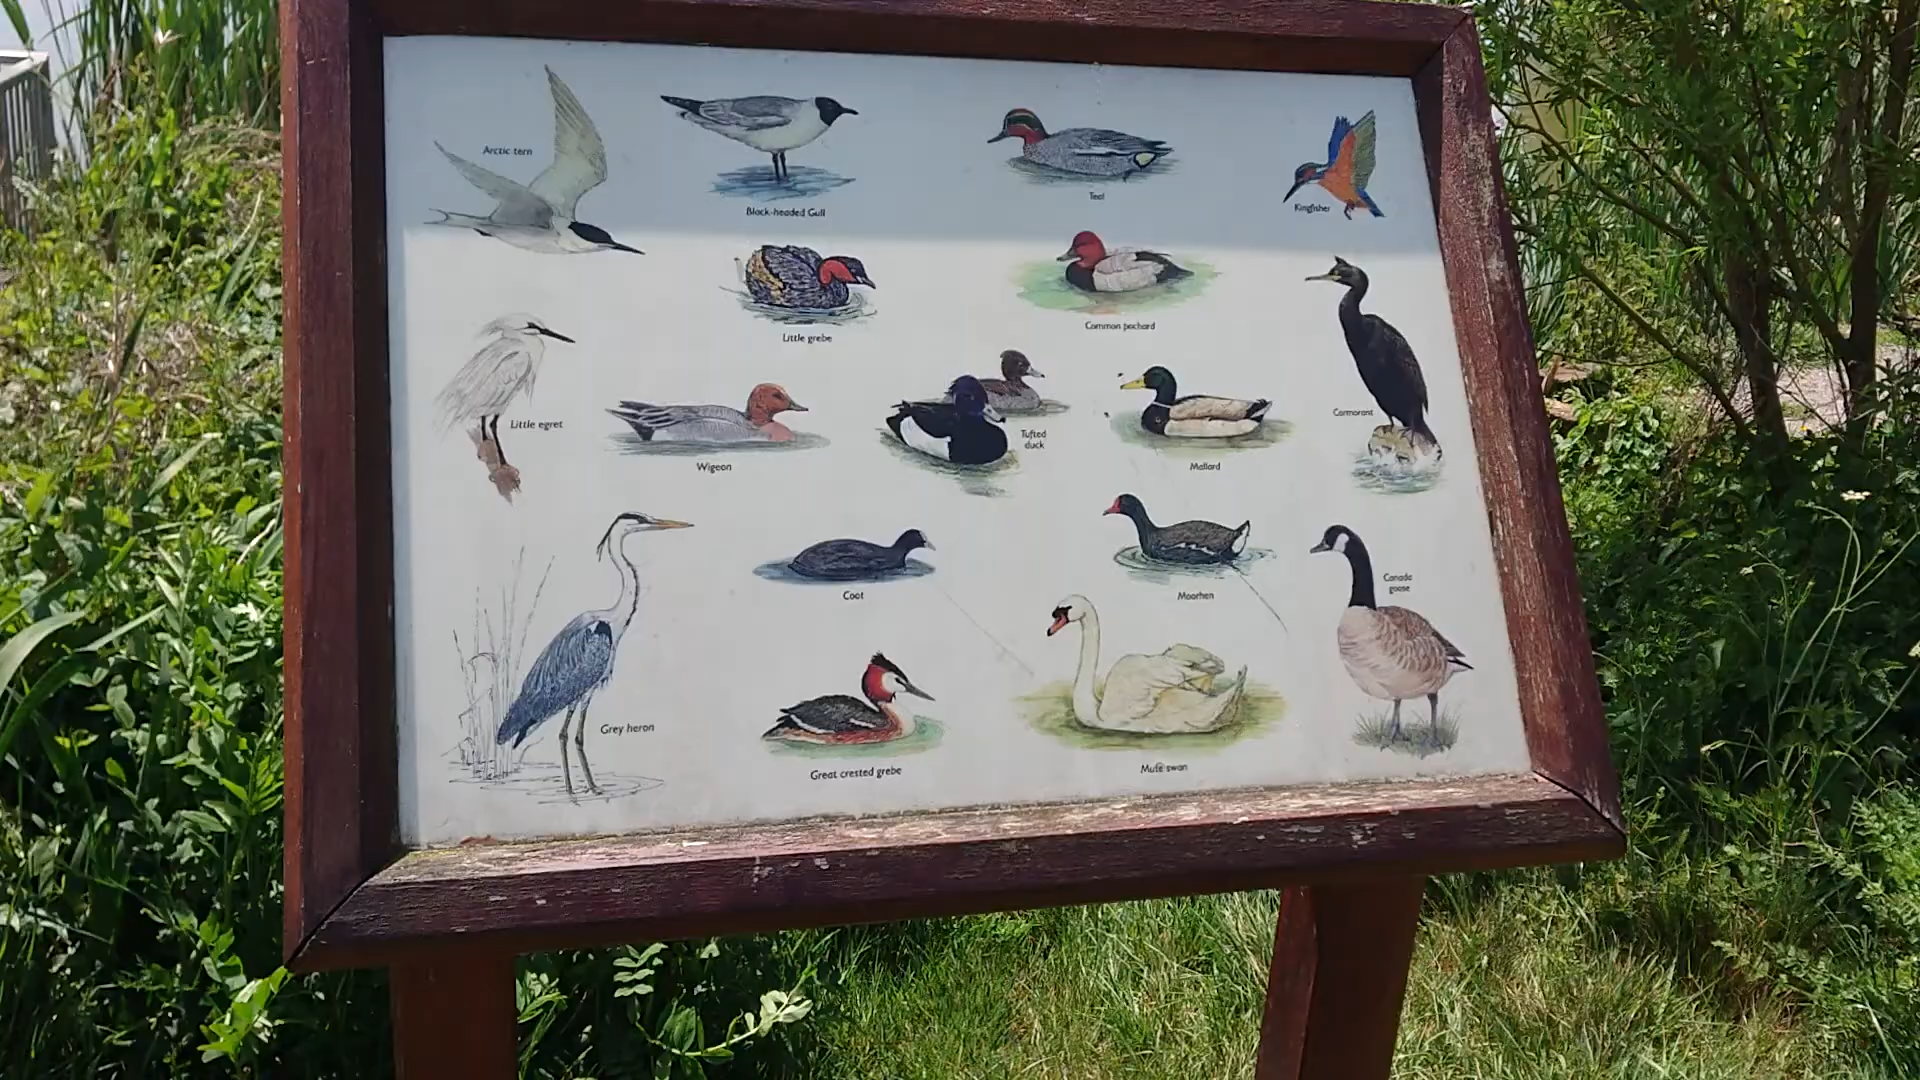 Arctic tern
Black-headed Gull
Teal
Kingfisher
Little grebe
Common pochard
Little egret
Wigeon
Tufted
duck
Mallard
Cormorant
Coot
Moorhen
Canada
goose
Grey heron
Great crested grebe
Mute swan